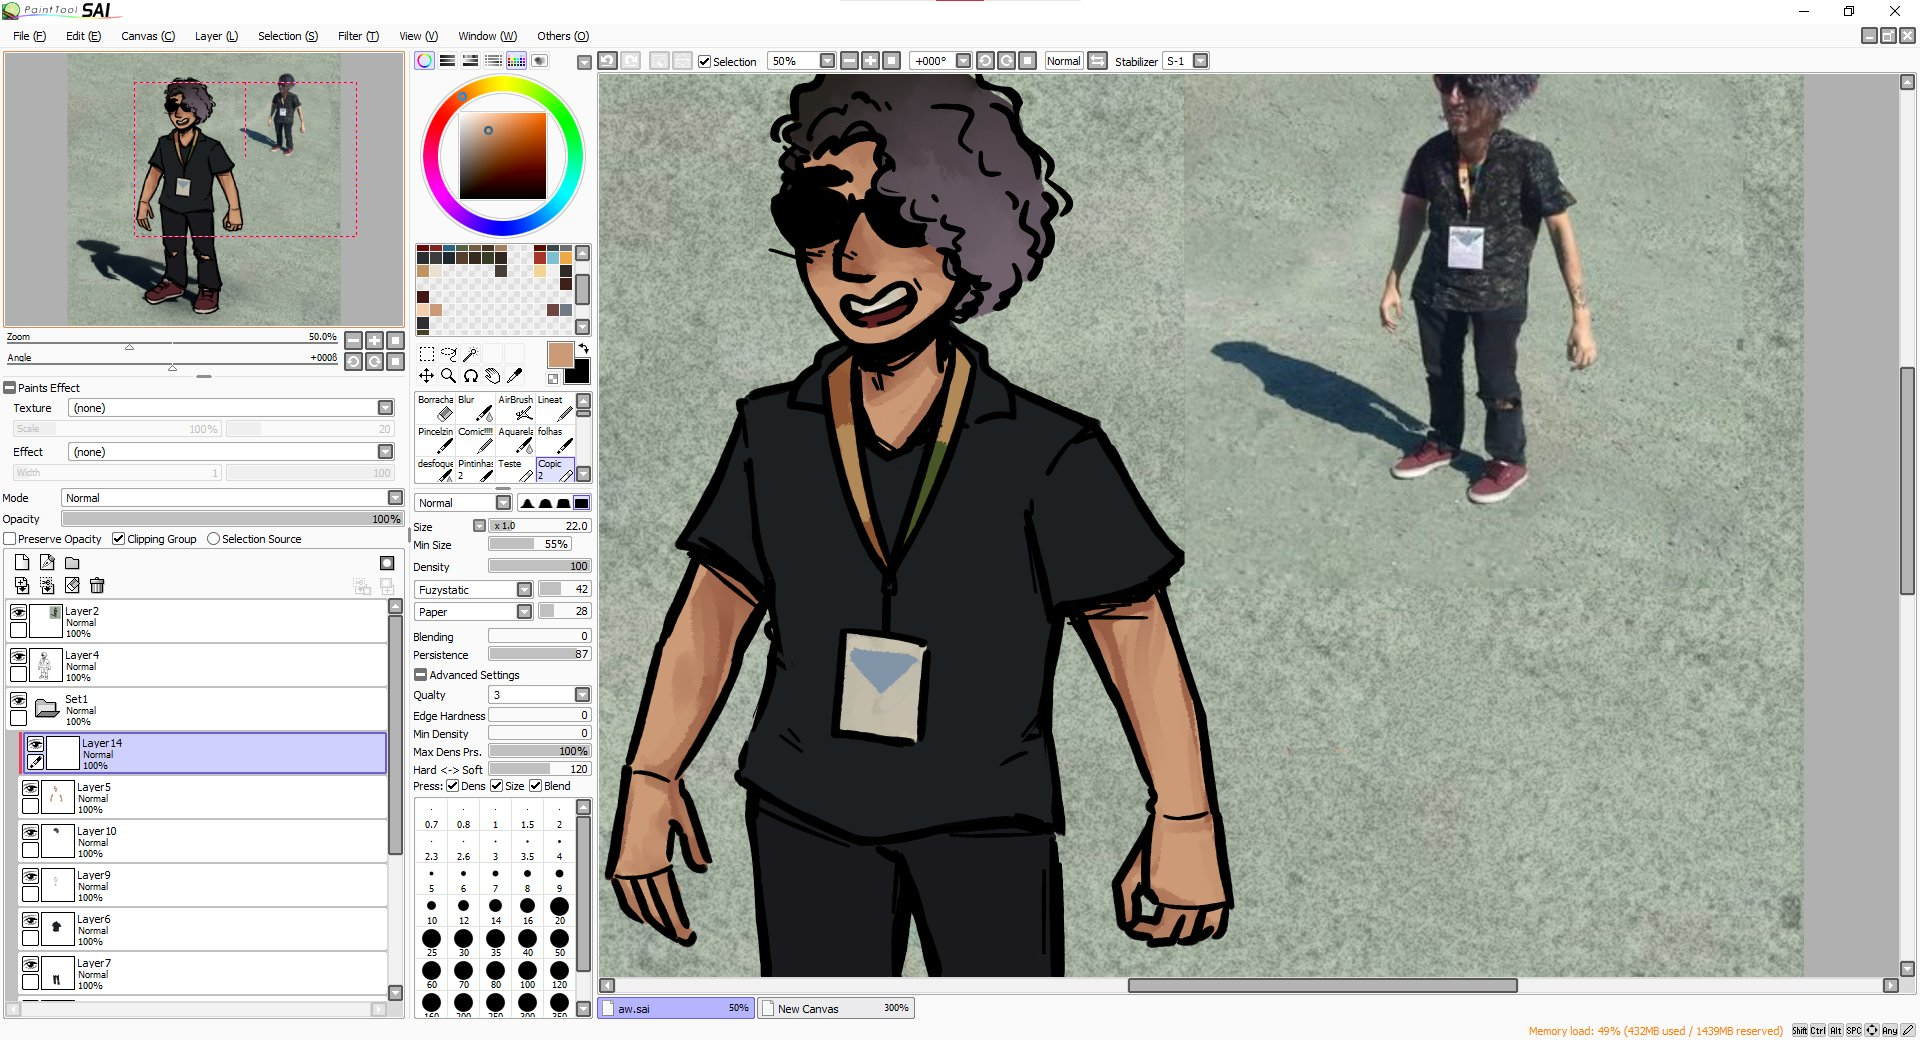 PaintTool SAI
File (F) Edit (E) Canvas (C) Layer (L) Selection (S) Filter (T) View (V) Window (W) Others (O)
Selection 50% +000° Normal Stabilizer S-1
Zoom 50.0%
Angle +000ß
Paints Effect
Texture (none)
Scale 100% 20
Effect (none)
Width 1 100
Mode Normal
Opacity 100%
Preserve Opacity Clipping Group Selection Source
Layer2
Normal
100%
Layer4
Normal
100%
Set1
Normal
100%
Layer14
Normal
100%
Layer5
Normal
100%
Layer10
Normal
100%
Layer9
Normal
100%
Layer6
Normal
100%
Layer7
Normal
100%
Borracha Blur AirBrush Lineat
Pincelzin Comic!!!! Aquarela folhas
desfoque Pintinhas 2 Teste Copic 2
Normal
Size x 1.0 22.0
Min Size 55%
Density 100
Fuzystatic 42
Paper 28
Blending 0
Persistence 87
Advanced Settings
Qualty 3
Edge Hardness 0
Min Density 0
Max Dens Prs. 100%
Hard <-> Soft 120
Press: Dens Size Blend
0.7 0.8 1 1.5 2
2.3 2.6 3 3.5 4
5 6 7 8 9
10 12 14 16 20
25 30 35 40 50
60 70 80 100 120
160 200 250 300 350
aw.sai 50% New Canvas 300%
Memory load: 49% (432MB used / 1439MB reserved) Shift Ctrl Alt SPC Any